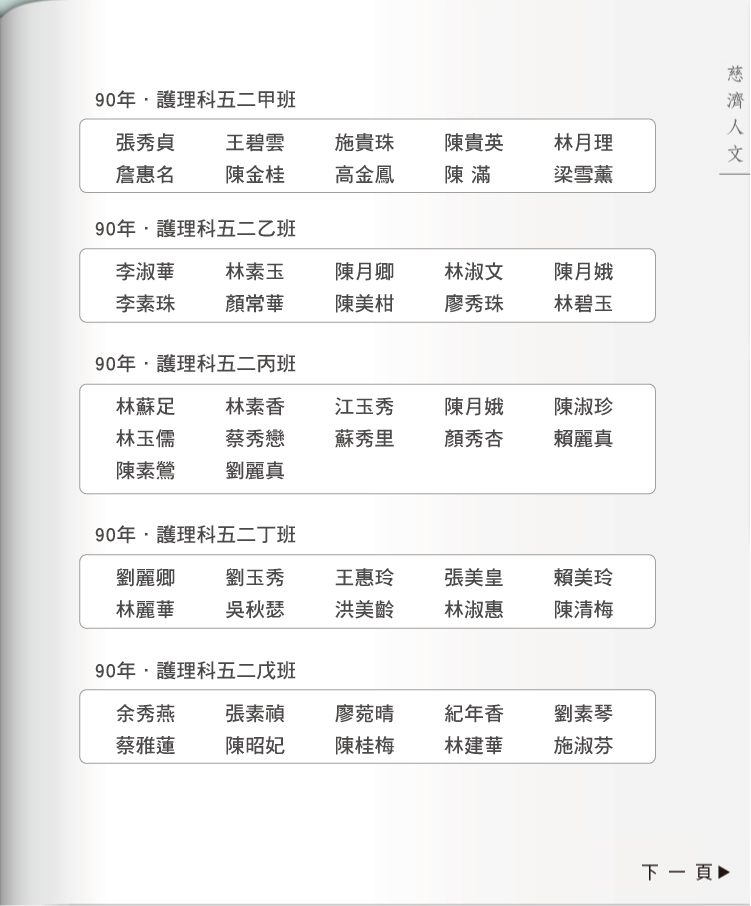 慈濟人文
90年・護理科五二甲班
張秀貞 王碧雲 施貴珠 陳貴英 林月理
詹惠名 陳金桂 高金鳳 陳 滿 梁雪薰
90年・護理科五二乙班
李淑華 林素玉 陳月卿 林淑文 陳月娥
李素珠 顏常華 陳美柑 廖秀珠 林碧玉
90年・護理科五二丙班
林蘇足 林素香 江玉秀 陳月娥 陳淑珍
林玉儒 蔡秀戀 蘇秀里 顏秀杏 賴麗真
陳素鶯 劉麗真
90年・護理科五二丁班
劉麗卿 劉玉秀 王惠玲 張美皇 賴美玲
林麗華 吳秋瑟 洪美齡 林淑惠 陳清梅
90年・護理科五二戊班
余秀燕 張素禎 廖菀晴 紀年香 劉素琴
蔡雅蓮 陳昭妃 陳桂梅 林建華 施淑芬
下一頁▶